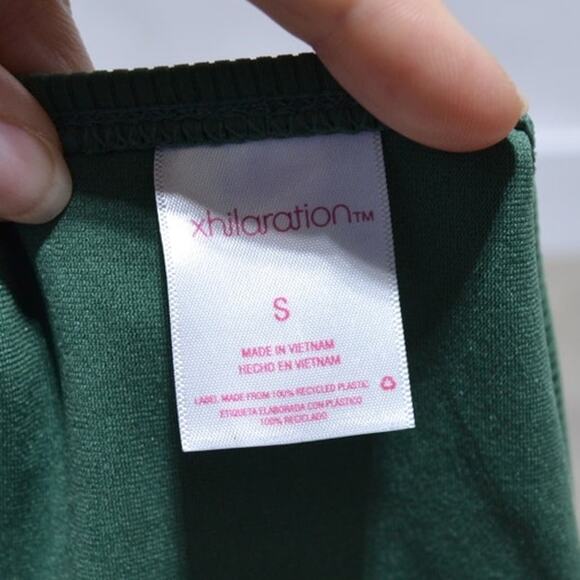 xhilaration™
S
MADE IN VIETNAM
HECHO EN VIETNAM
LABEL MADE FROM 100% RECYCLED PLASTIC
ETIQUETA ELABORADA CON PLÁSTICO
100% RECICLADO